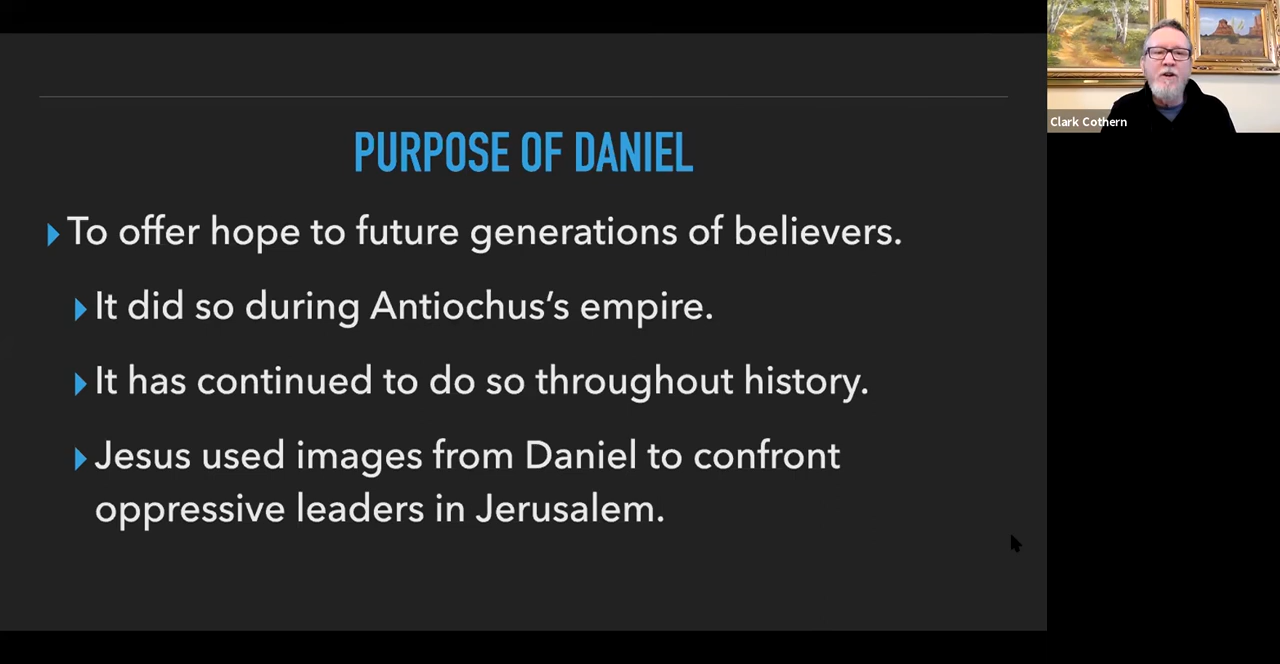 PURPOSE OF DANIEL
To offer hope to future generations of believers.
It did so during Antiochus’s empire.
It has continued to do so throughout history.
Jesus used images from Daniel to confront
oppressive leaders in Jerusalem.
Clark Cothern